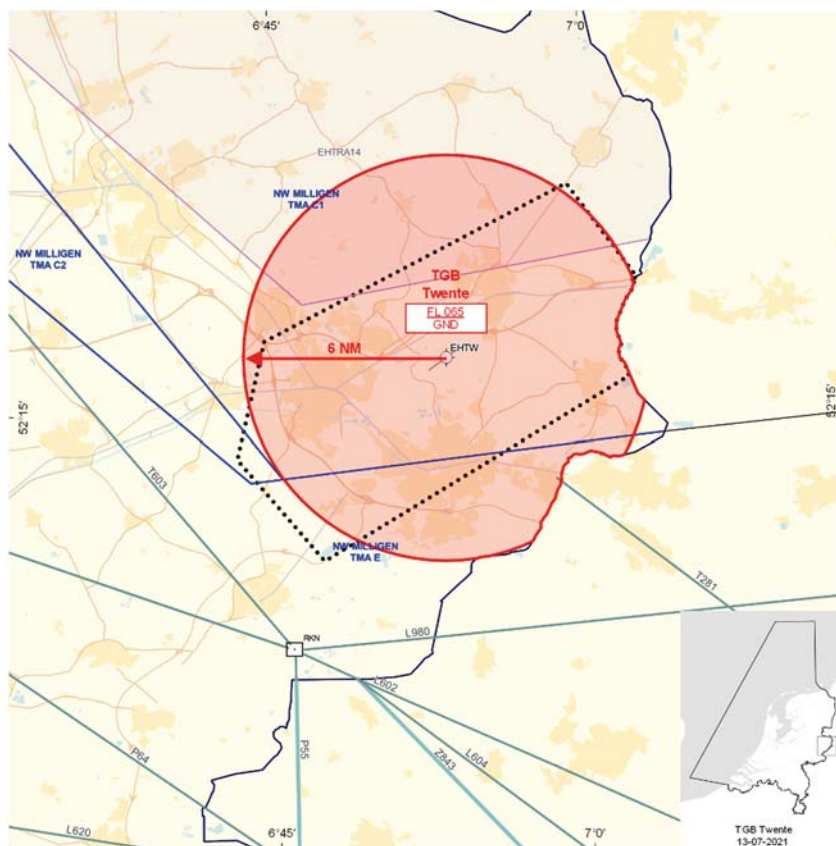 6°45'
7°0'
EHTRA14
NW MILLIGEN
TMA C1
NW MILLIGEN
TMA C2
TGB
Twente
FL 065
GND
6 NM
EHTW
52°15'
52°15'
T603
NW MILLIGEN
TMA E
T281
RKN
L980
L602
P55
L604
Z843
P64
L620
6°45'
7°0'
TGB Twente
13-07-2021